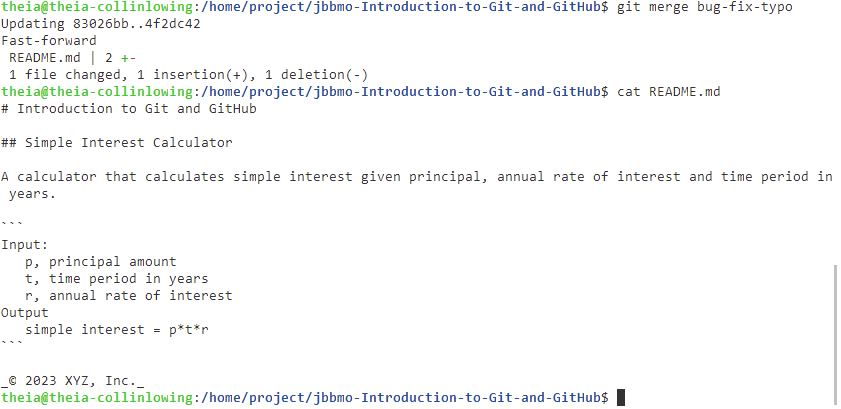 theia@theia-collinlowing:/home/project/jbbmo-Introduction-to-Git-and-GitHub$ git merge bug-fix-typo
Updating 83026bb..4f2dc42
Fast-forward
 README.md | 2 +-
 1 file changed, 1 insertion(+), 1 deletion(-)
theia@theia-collinlowing:/home/project/jbbmo-Introduction-to-Git-and-GitHub$ cat README.md
# Introduction to Git and GitHub

## Simple Interest Calculator

A calculator that calculates simple interest given principal, annual rate of interest and time period in
 years.

```
Input:
   p, principal amount
   t, time period in years
   r, annual rate of interest
Output
   simple interest = p*t*r
```

_© 2023 XYZ, Inc._
theia@theia-collinlowing:/home/project/jbbmo-Introduction-to-Git-and-GitHub$